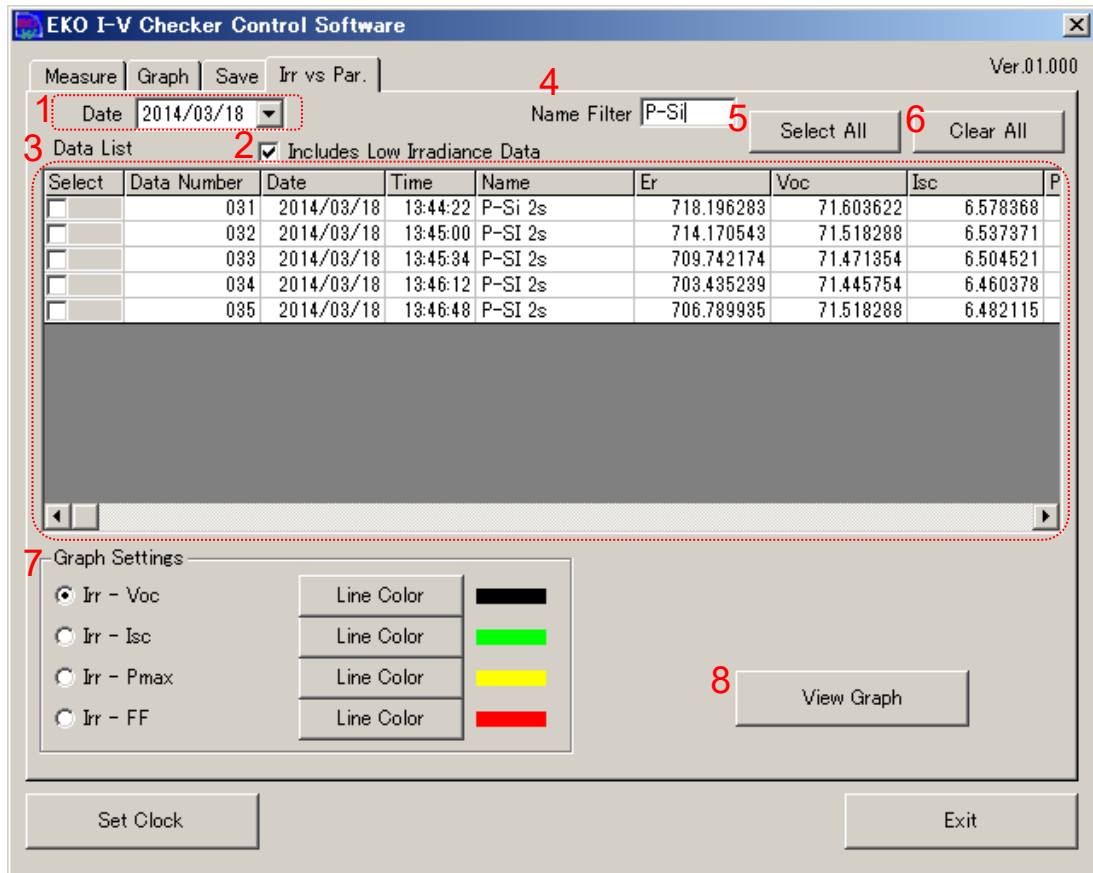 EKO I-V Checker Control Software
Measure Graph Save Irr vs Par. Ver.01.000
1 Date 2014/03/18 4 Name Filter P-Si 5 Select All 6 Clear All
3 Data List 2 Includes Low Irradiance Data
Select Data Number Date Time Name Er Voc Isc P
031 2014/03/18 13:44:22 P-Si 2s 718.196283 71.603622 6.578368
032 2014/03/18 13:45:00 P-SI 2s 714.170543 71.518288 6.537371
033 2014/03/18 13:45:34 P-SI 2s 709.742174 71.471354 6.504521
034 2014/03/18 13:46:12 P-SI 2s 703.435239 71.445754 6.460378
035 2014/03/18 13:46:48 P-SI 2s 706.789935 71.518288 6.482115
7 Graph Settings
Irr - Voc Line Color
Irr - Isc Line Color
Irr - Pmax Line Color
8 View Graph
Irr - FF Line Color
Set Clock Exit